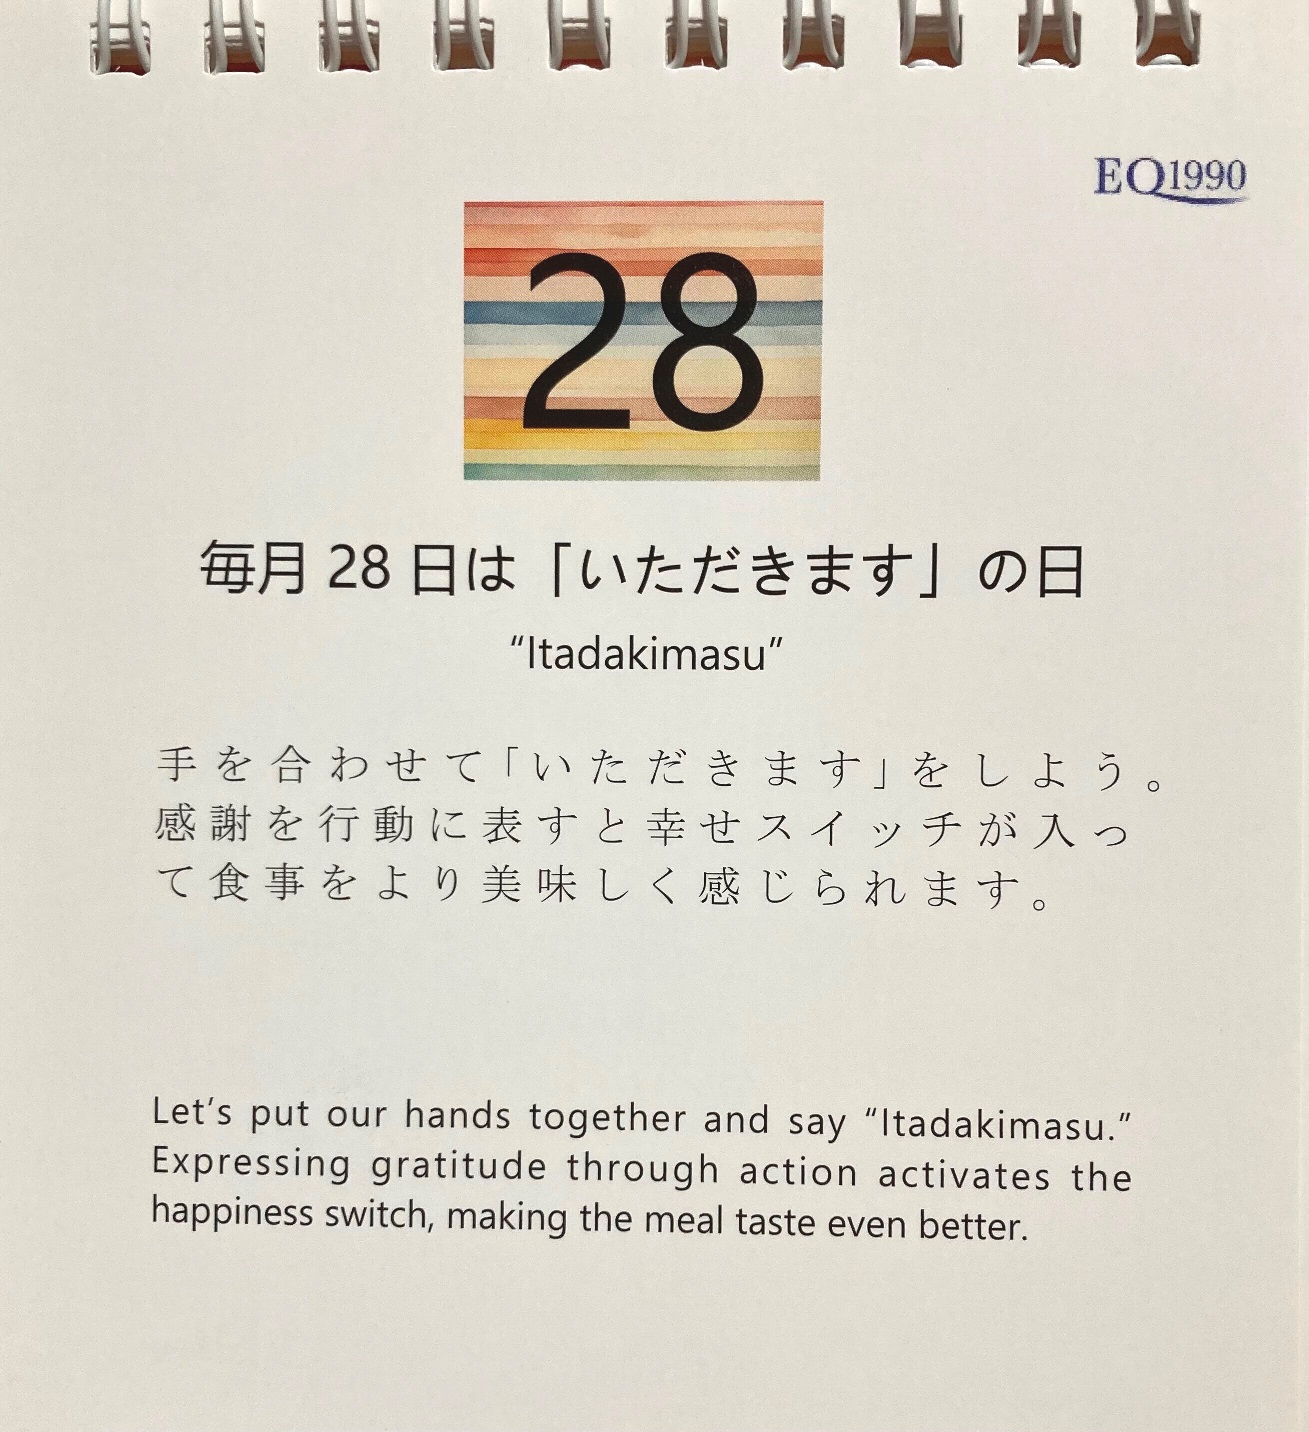 EQ1990
28
毎月 28 日は「いただきます」の日
“Itadakimasu”
手を合わせて「いただきます」をしよう。
感謝を行動に表すと幸せスイッチが入っ
て食事をより美味しく感じられます。
Let’s put our hands together and say “Itadakimasu.”
Expressing gratitude through action activates the
happiness switch, making the meal taste even better.